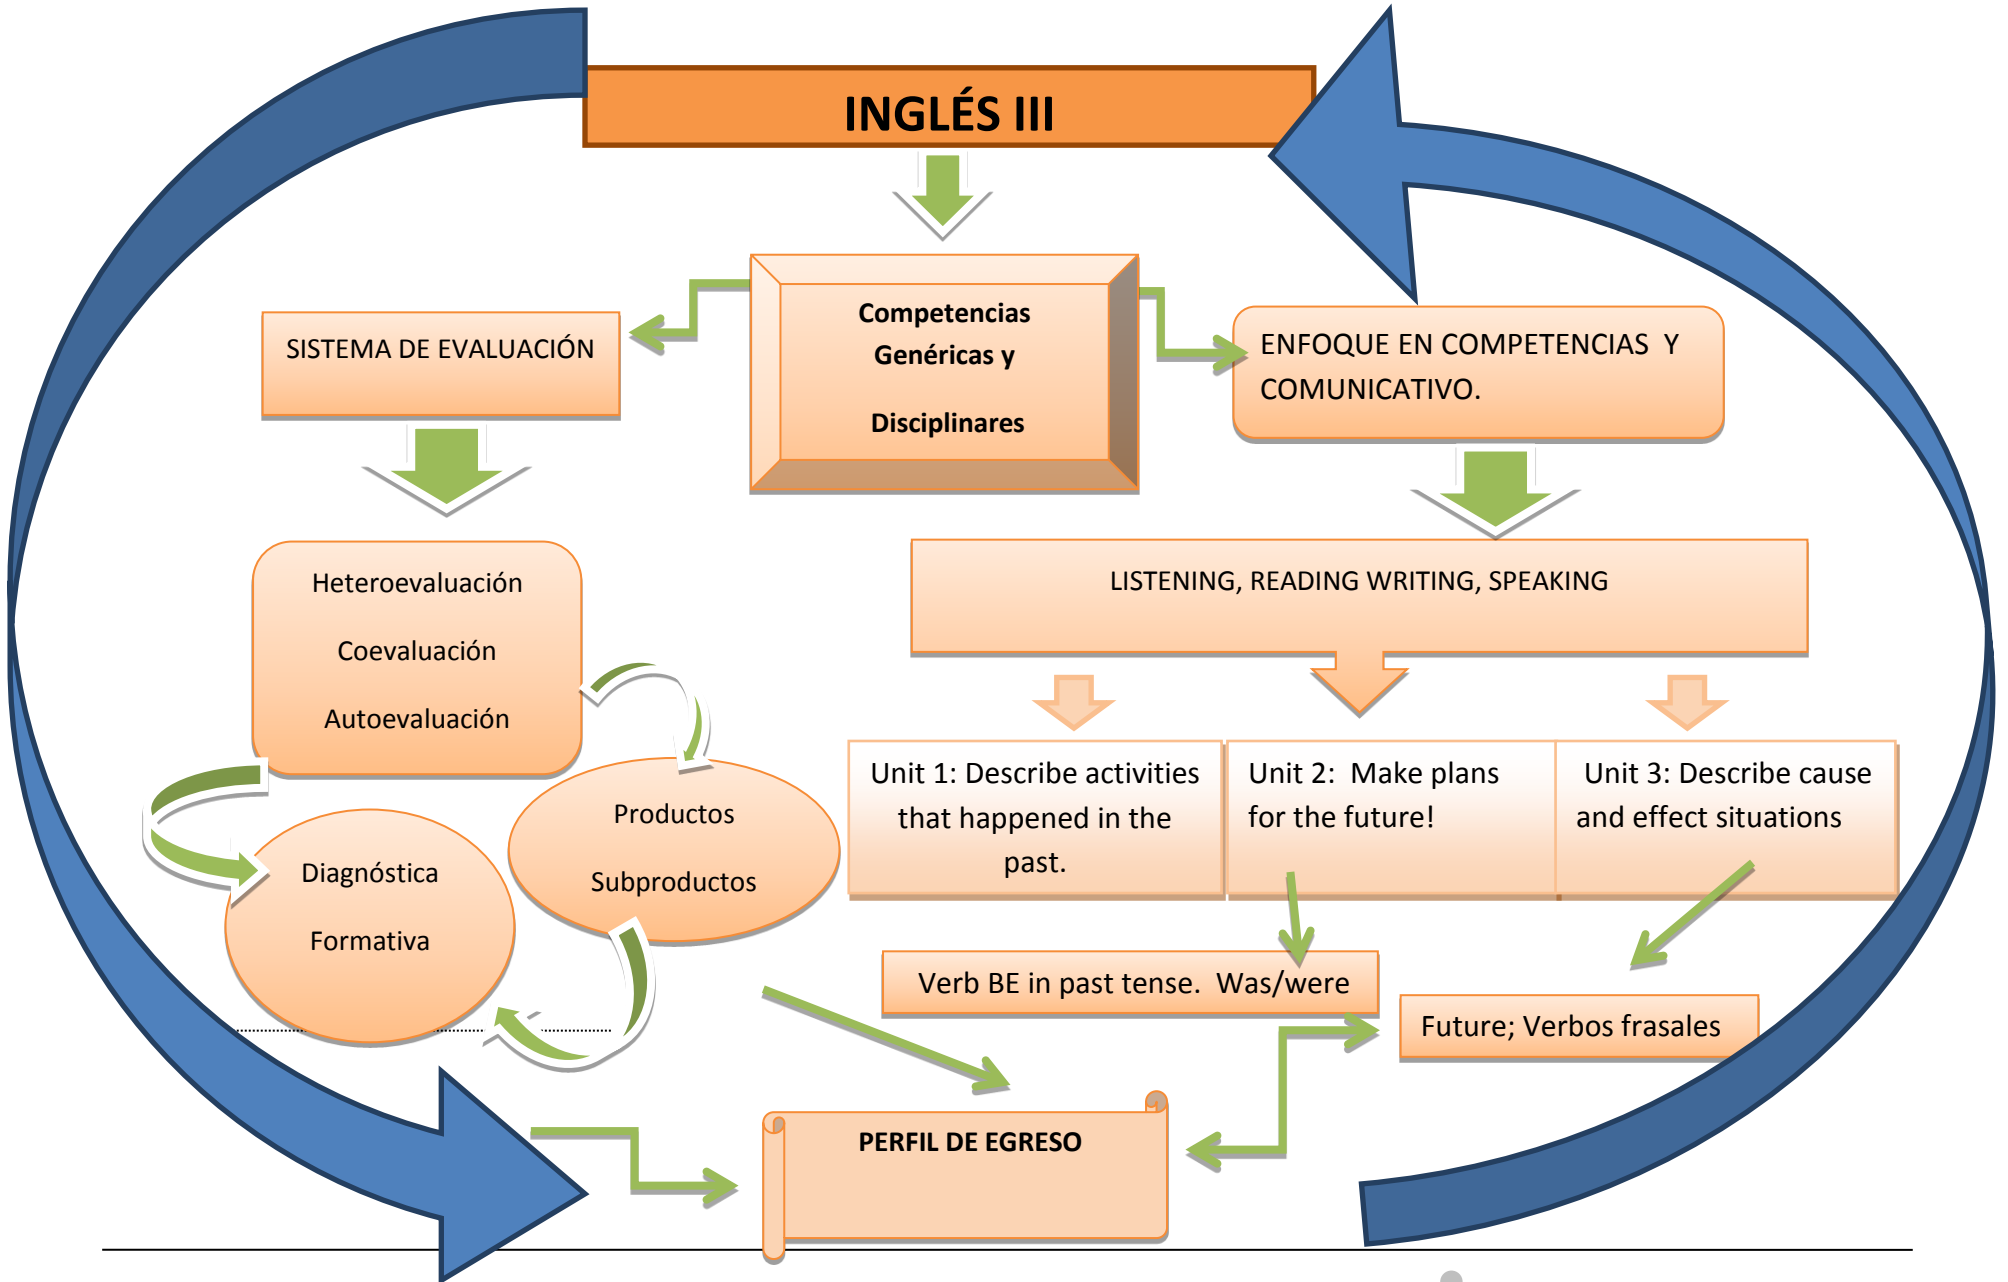 INGLÉS III
Competencias
Genéricas y
Disciplinares
SISTEMA DE EVALUACIÓN
ENFOQUE EN COMPETENCIAS Y
COMUNICATIVO.
Heteroevaluación
Coevaluación
Autoevaluación
LISTENING, READING WRITING, SPEAKING
Productos
Subproductos
Diagnóstica
Formativa
Unit 1: Describe activities
that happened in the
past.
Unit 2: Make plans
for the future!
Unit 3: Describe cause
and effect situations
Verb BE in past tense. Was/were
Future; Verbos frasales
PERFIL DE EGRESO